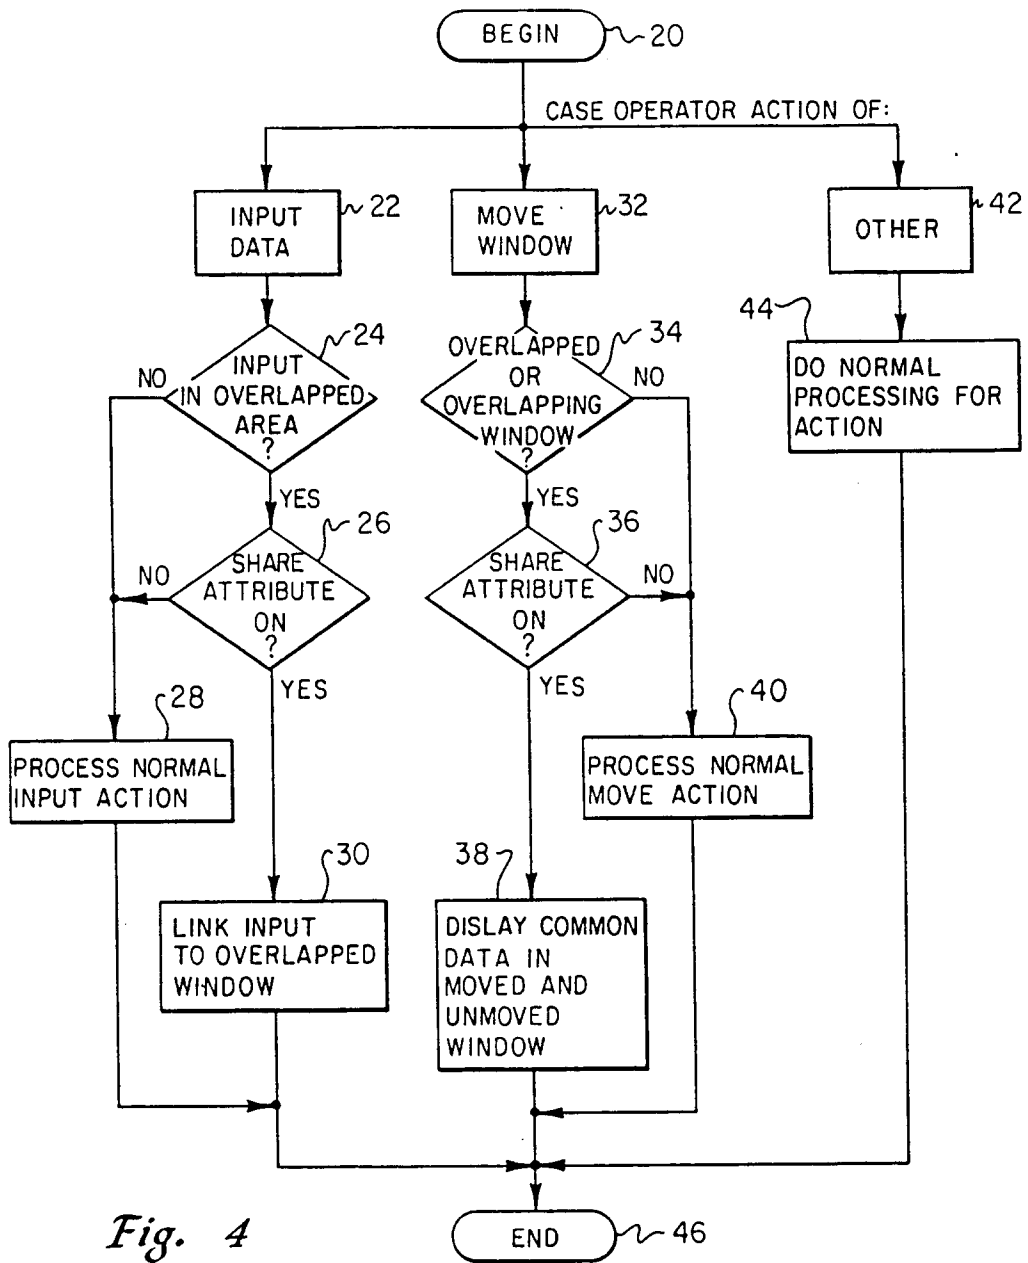 BEGIN
20
CASE OPERATOR ACTION OF:
INPUT
DATA
22
MOVE
WINDOW
32
OTHER
42
INPUT
IN OVERLAPPED
AREA
?
24
NO
YES
OVERLAPPED
OR
OVERLAPPING
WINDOW
?
34
NO
YES
44
DO NORMAL
PROCESSING FOR
ACTION
SHARE
ATTRIBUTE
ON
?
26
NO
YES
SHARE
ATTRIBUTE
ON
?
36
NO
YES
28
PROCESS NORMAL
INPUT ACTION
40
PROCESS NORMAL
MOVE ACTION
30
LINK INPUT
TO OVERLAPPED
WINDOW
38
DISLAY COMMON
DATA IN
MOVED AND
UNMOVED
WINDOW
END
46
Fig. 4